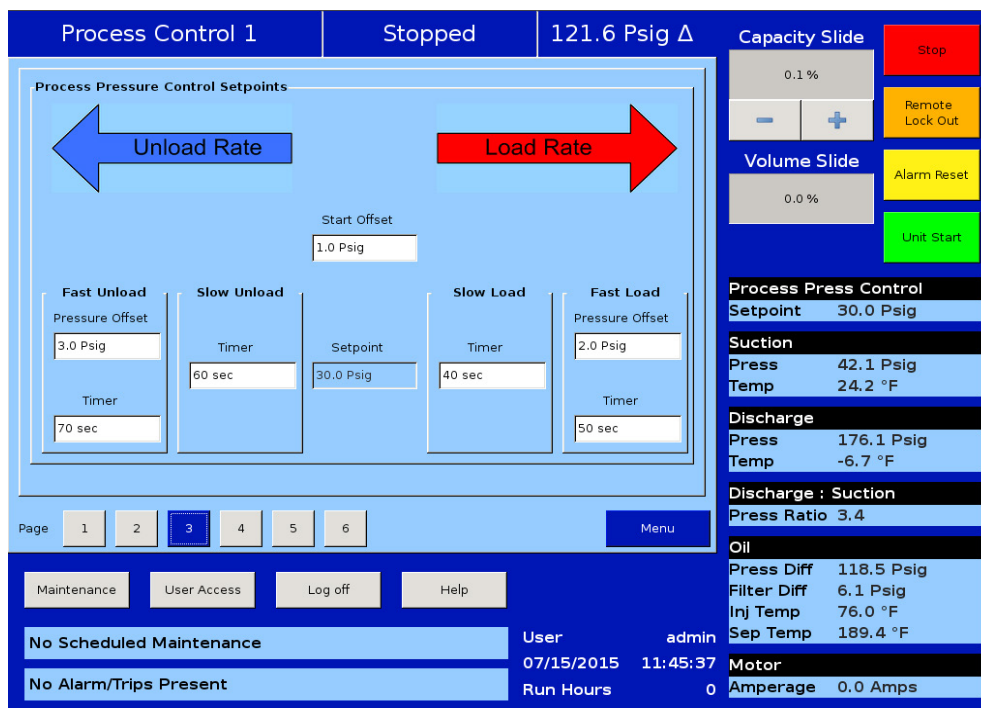 Process Control 1 Stopped 121.6 Psig Δ
Process Pressure Control Setpoints
Unload Rate Load Rate
Start Offset
1.0 Psig
Fast Unload Slow Unload Slow Load Fast Load
Pressure Offset Pressure Offset
3.0 Psig Timer Setpoint Timer 2.0 Psig
60 sec 30.0 Psig 40 sec
Timer Timer
70 sec 50 sec
Page 1 2 3 4 5 6 Menu
Maintenance User Access Log off Help
No Scheduled Maintenance
No Alarm/Trips Present
User admin
07/15/2015 11:45:37
Run Hours 0
Capacity Slide
0.1 %
− +
Volume Slide
0.0 %
Stop
Remote
Lock Out
Alarm Reset
Unit Start
Process Press Control
Setpoint 30.0 Psig
Suction
Press 42.1 Psig
Temp 24.2 °F
Discharge
Press 176.1 Psig
Temp -6.7 °F
Discharge : Suction
Press Ratio 3.4
Oil
Press Diff 118.5 Psig
Filter Diff 6.1 Psig
Inj Temp 76.0 °F
Sep Temp 189.4 °F
Motor
Amperage 0.0 Amps